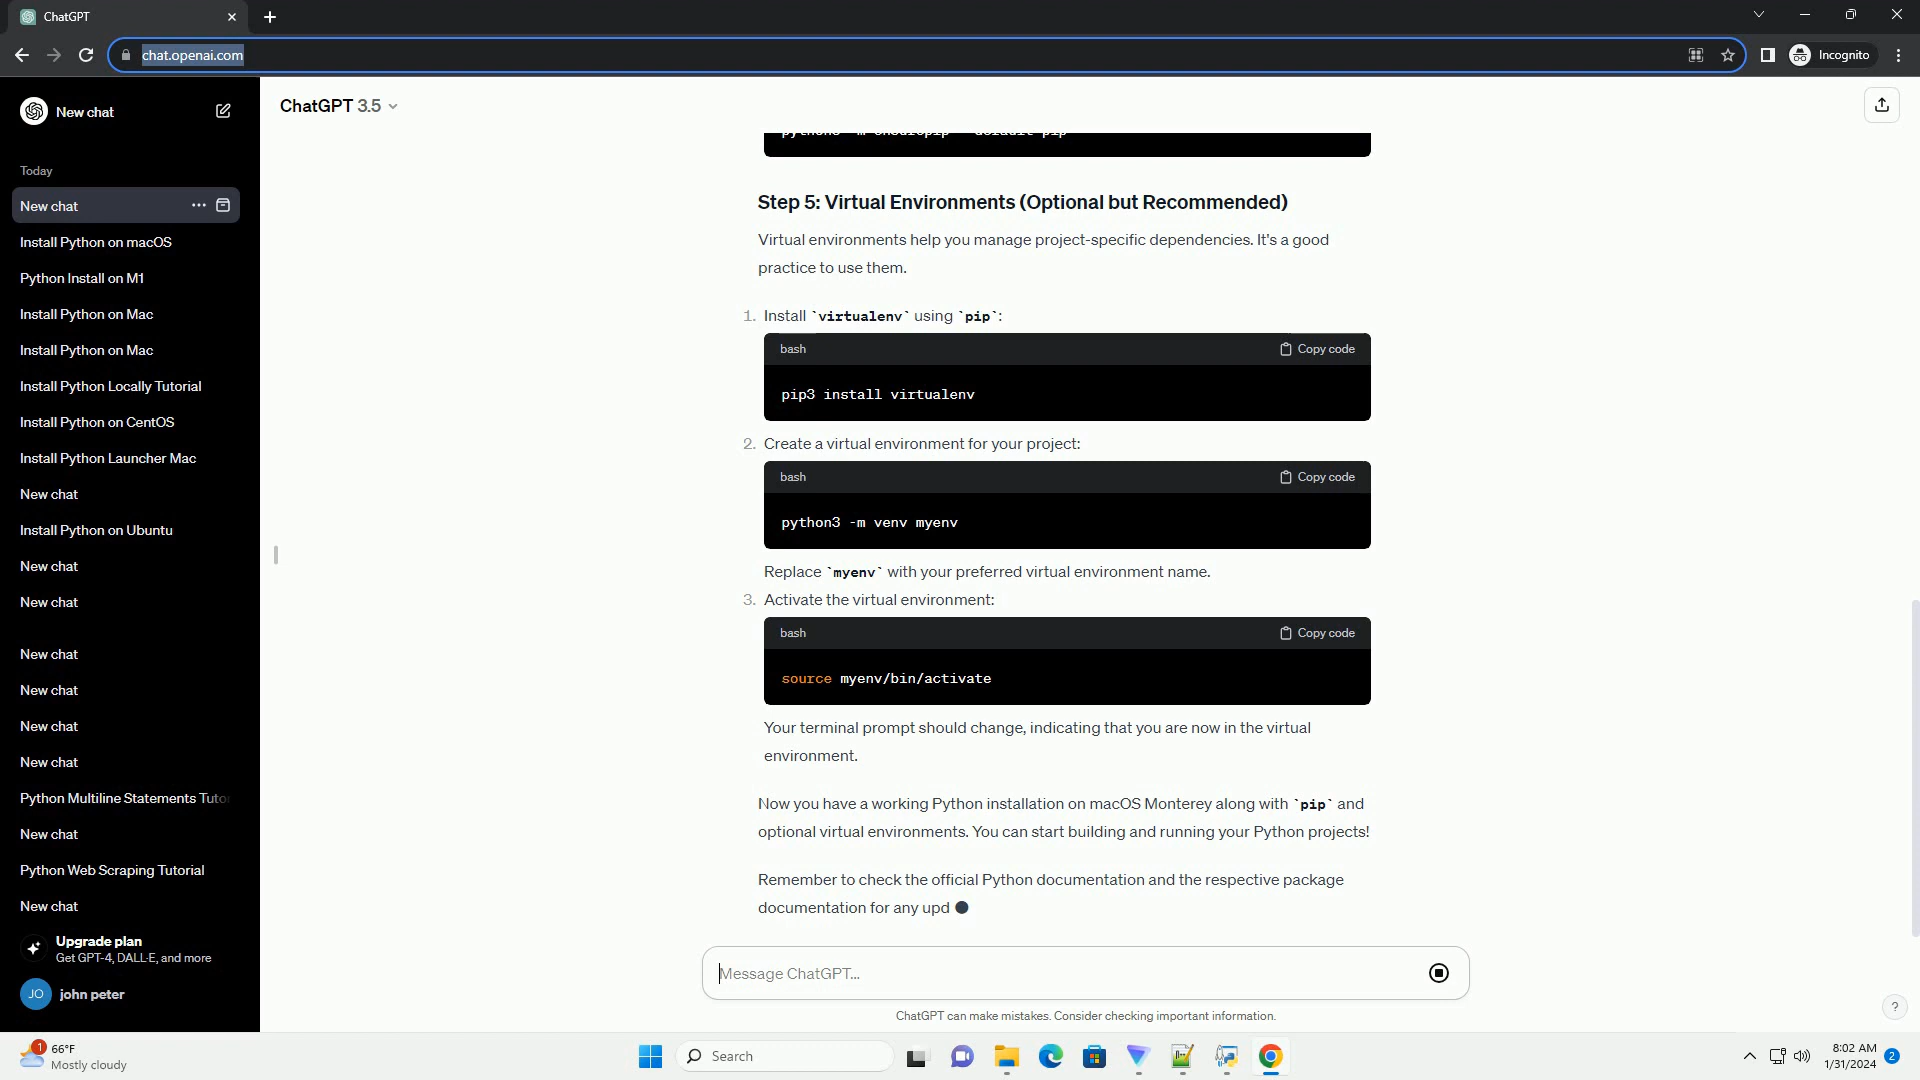 ChatGPT
chat.openai.com
Incognito
New chat
Today
New chat
Install Python on macOS
Python Install on M1
Install Python on Mac
Install Python on Mac
Install Python Locally Tutorial
Install Python on CentOS
Install Python Launcher Mac
New chat
Install Python on Ubuntu
New chat
New chat
New chat
New chat
New chat
New chat
Python Multiline Statements Tuto
New chat
Python Web Scraping Tutorial
New chat
Upgrade plan
Get GPT-4, DALL·E, and more
JO john peter
ChatGPT 3.5
python3 -m ensurepip --default-pip
Step 5: Virtual Environments (Optional but Recommended)
Virtual environments help you manage project-specific dependencies. It's a good
practice to use them.
1. Install `virtualenv` using `pip`:
bash Copy code
pip3 install virtualenv
2. Create a virtual environment for your project:
bash Copy code
python3 -m venv myenv
Replace `myenv` with your preferred virtual environment name.
3. Activate the virtual environment:
bash Copy code
source myenv/bin/activate
Your terminal prompt should change, indicating that you are now in the virtual
environment.
Now you have a working Python installation on macOS Monterey along with `pip` and
optional virtual environments. You can start building and running your Python projects!
Remember to check the official Python documentation and the respective package
documentation for any upd
Message ChatGPT...
ChatGPT can make mistakes. Consider checking important information.
?
1
66°F
Mostly cloudy
Search
8:02 AM
1/31/2024
2